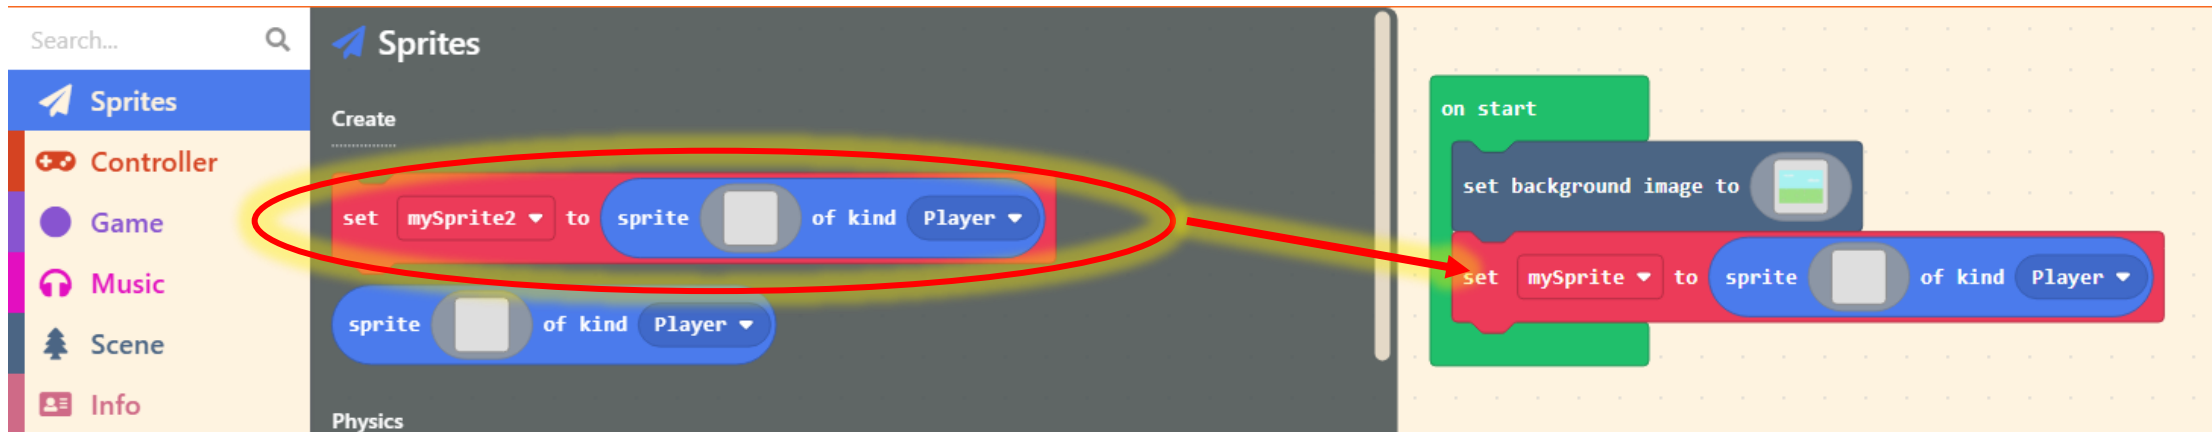 Search...
Sprites
Controller
Game
Music
Scene
Info
Sprites
Create
set mySprite2 to sprite of kind Player
sprite of kind Player
Physics
on start
set background image to
set mySprite to sprite of kind Player